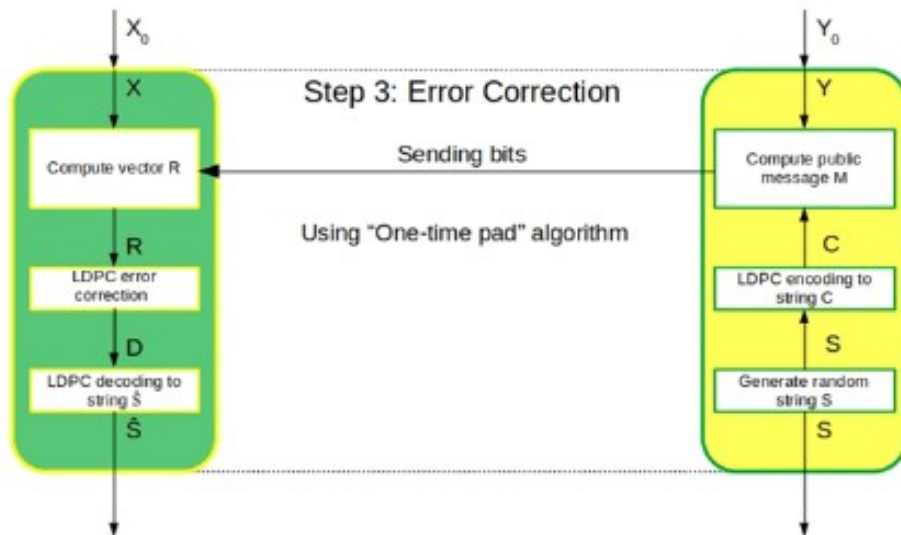 X₀
Y₀
X
Step 3: Error Correction
Y
Sending bits
Compute vector R
Compute public
message M
Using “One-time pad” algorithm
R
C
LDPC error
correction
LDPC encoding to
string C
D
S
LDPC decoding to
string Ŝ
Generate random
string S
Ŝ
S